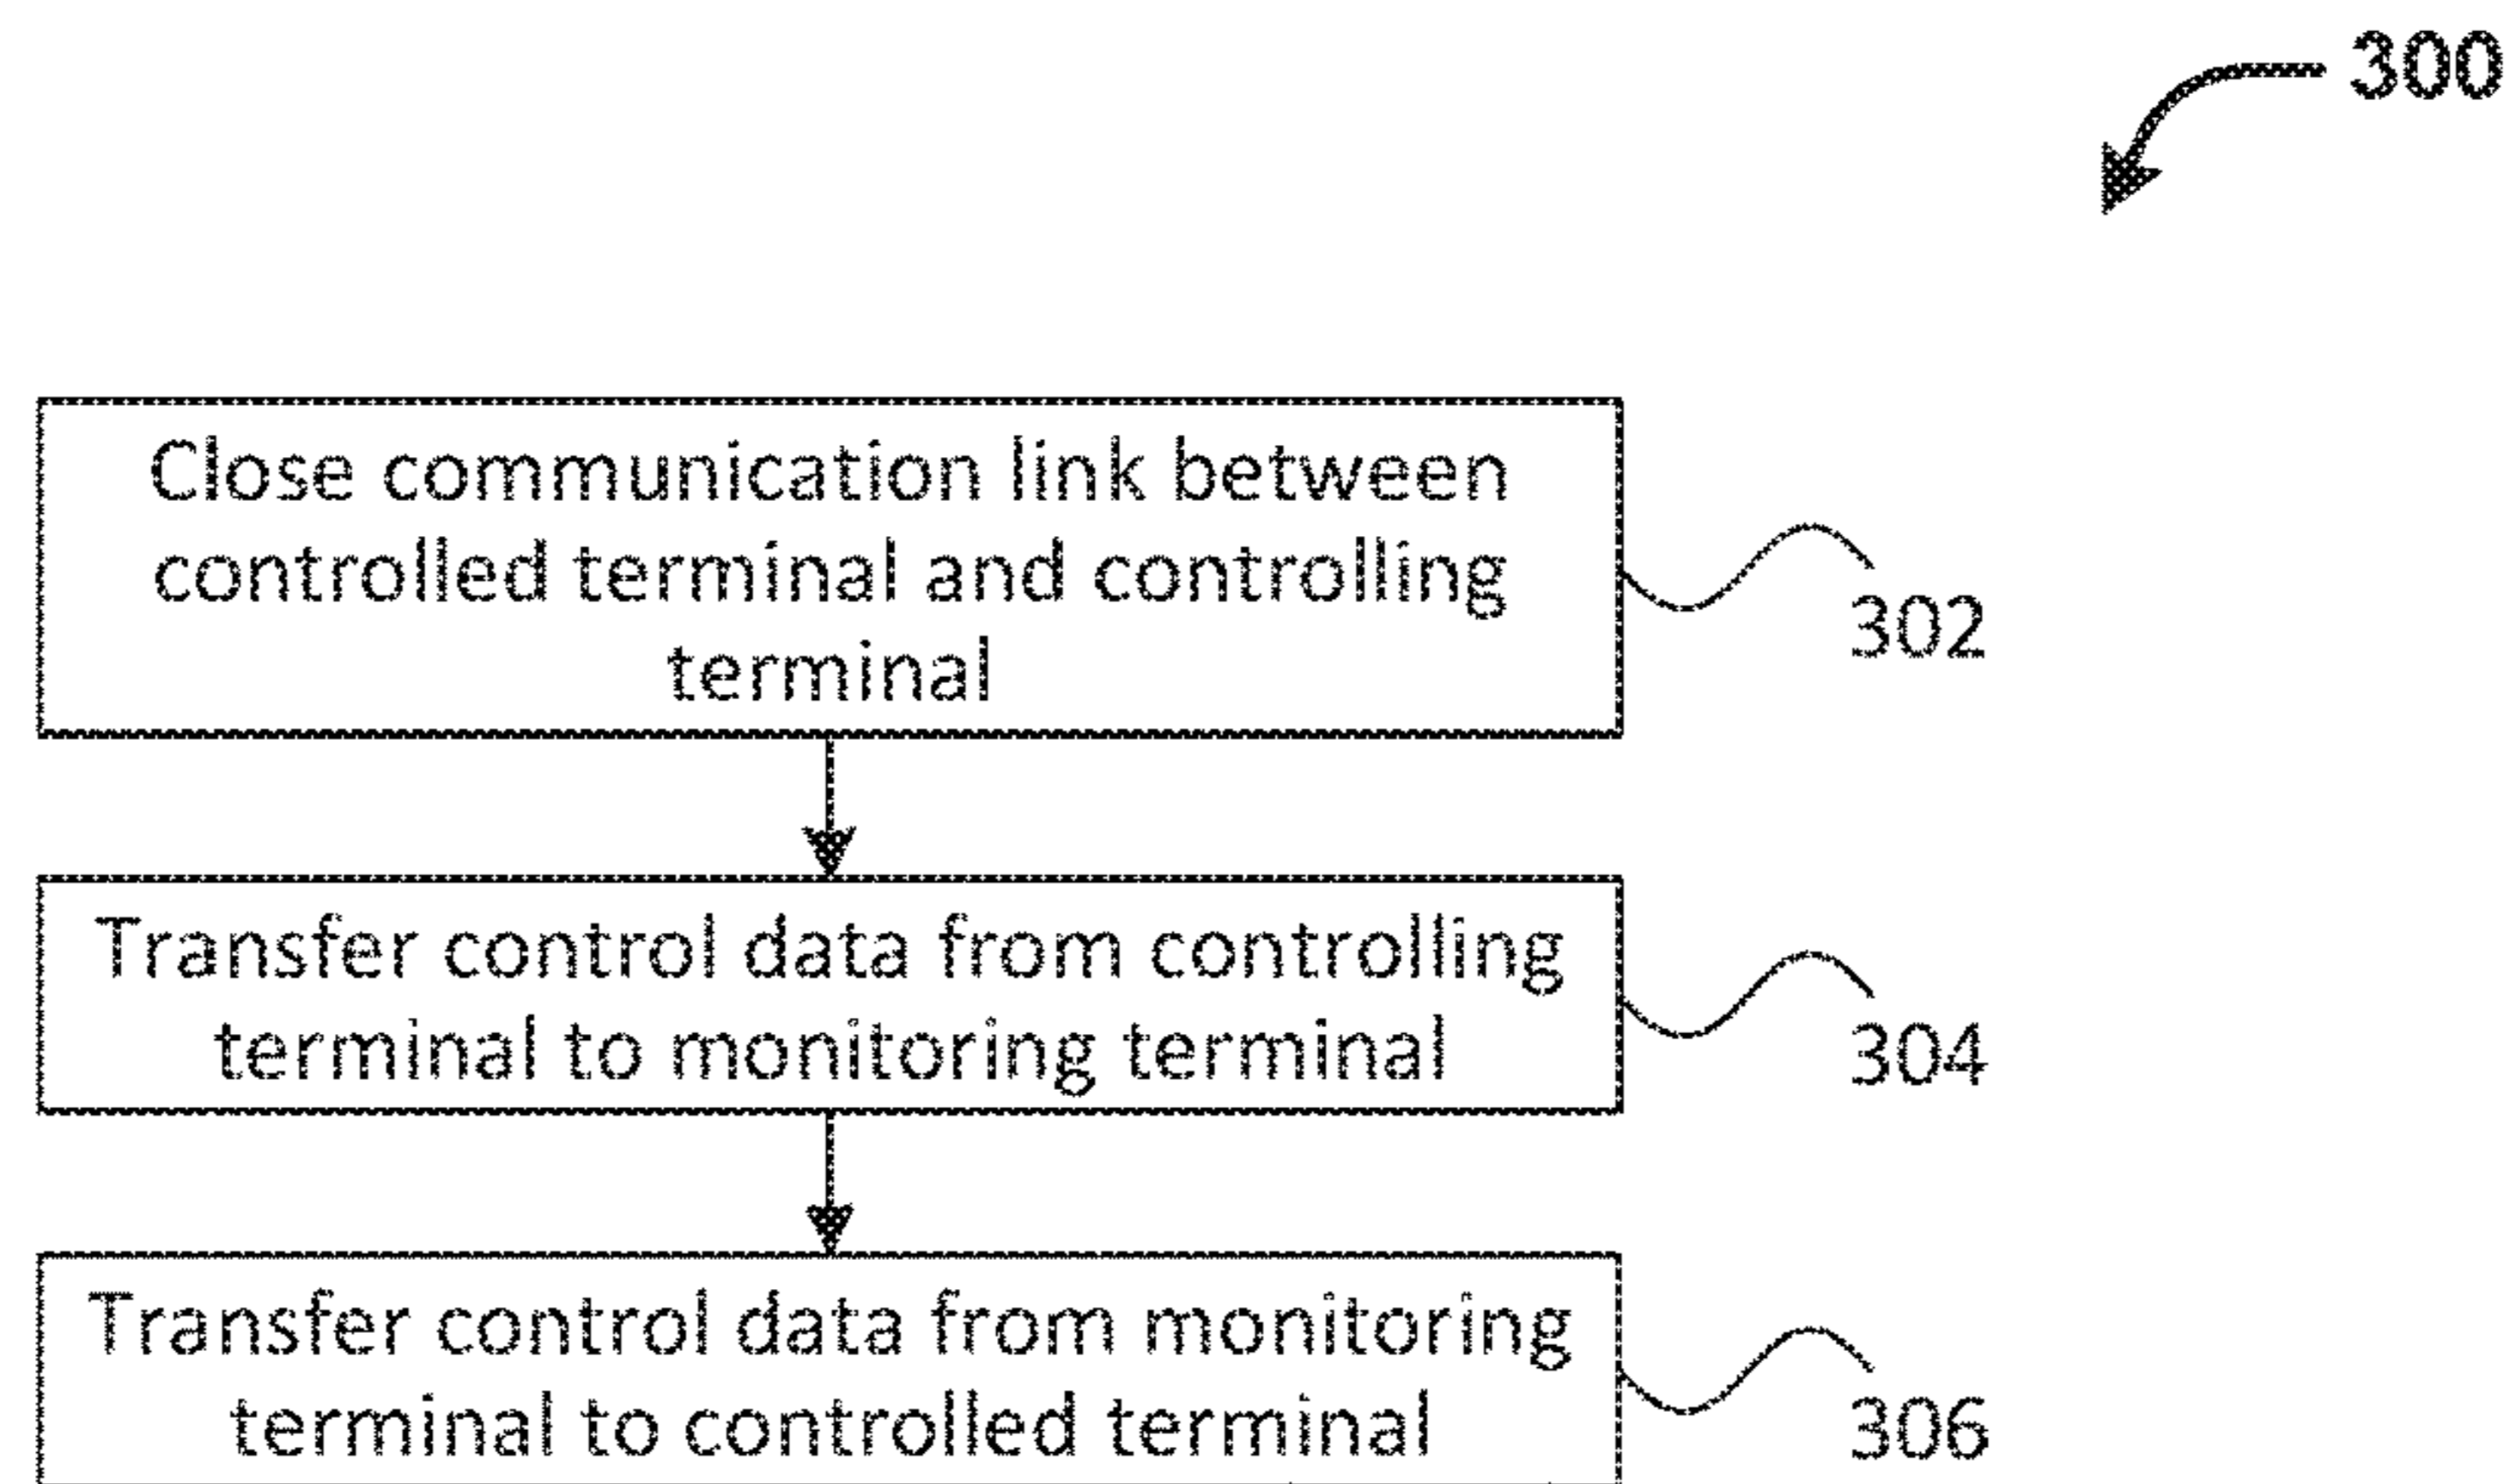 300
Close communication link between
controlled terminal and controlling
terminal
302
Transfer control data from controlling
terminal to monitoring terminal
304
Transfer control data from monitoring
terminal to controlled terminal
306